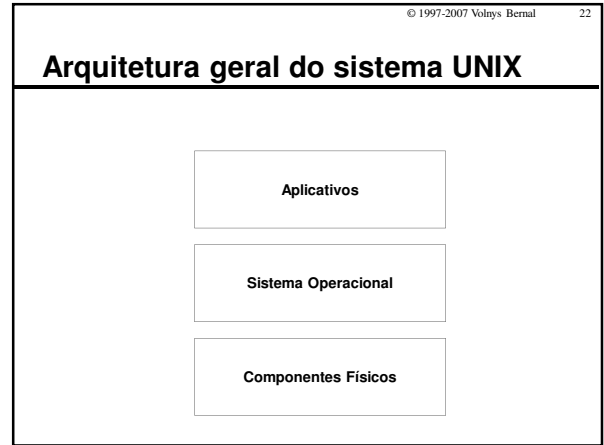 © 1997-2007 Volnys Bernal 22
Arquitetura geral do sistema UNIX
Aplicativos
Sistema Operacional
Componentes Físicos